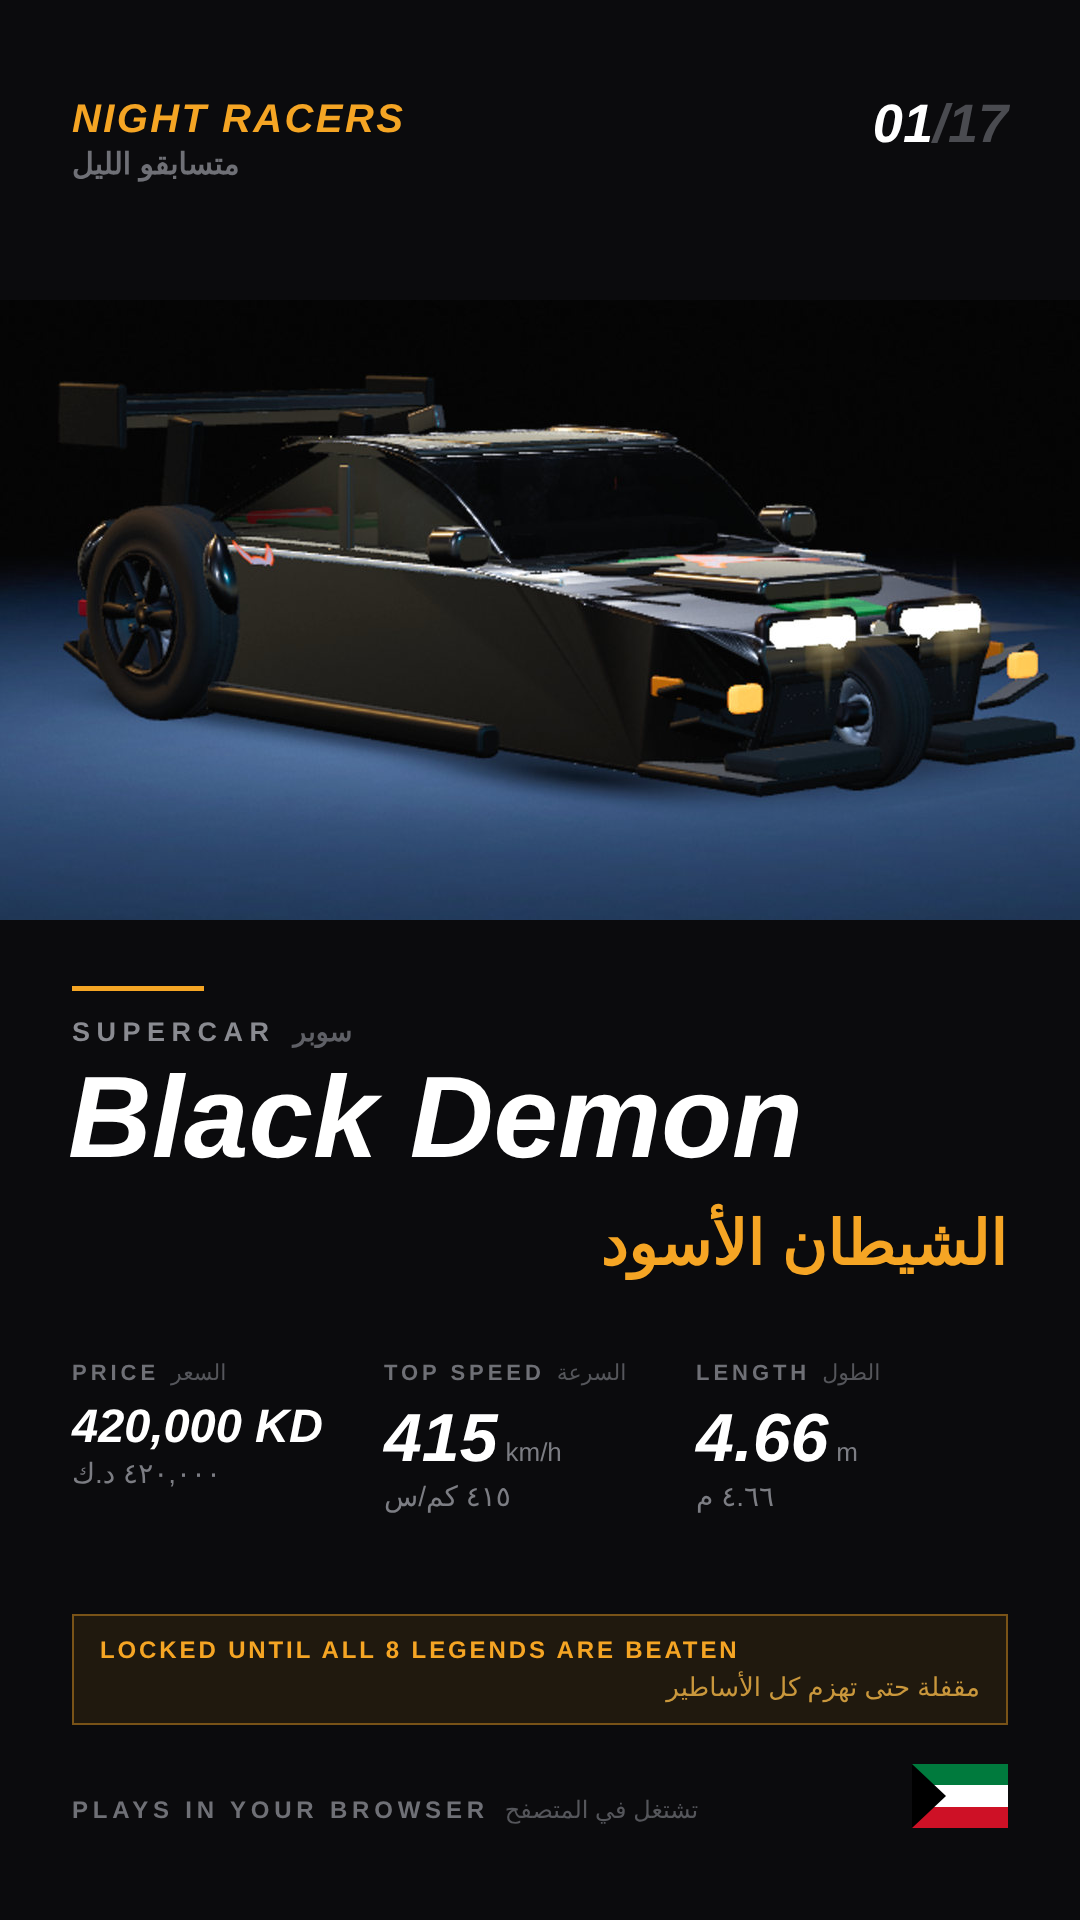 NIGHT RACERS
متسابقو الليل
01/17
SUPERCAR سوبر
Black Demon
الشيطان الأسود
PRICE السعر
420,000 KD
٤٢٠,٠٠٠ د.ك
TOP SPEED السرعة
415 km/h
٤١٥ كم/س
LENGTH الطول
4.66 m
٤.٦٦ م
LOCKED UNTIL ALL 8 LEGENDS ARE BEATEN
مقفلة حتى تهزم كل الأساطير
PLAYS IN YOUR BROWSER تشتغل في المتصفح